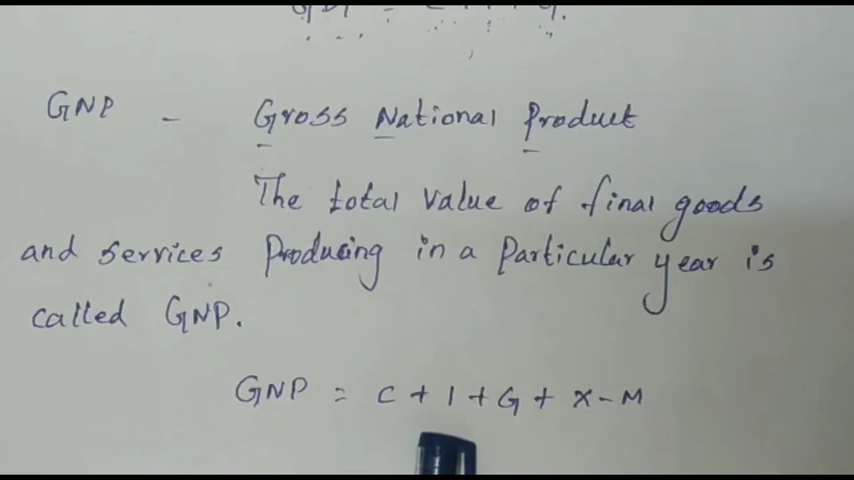 GNP - Gross National Product
The total value of final goods
and services Producing in a Particular year is
called GNP.
GNP = C + I + G + X - M